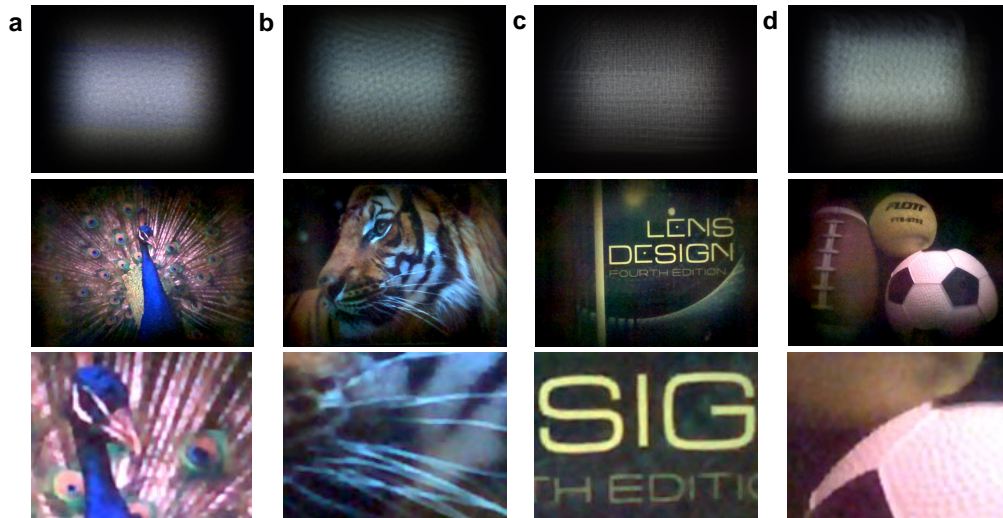 a
b
c
d
LENS
DESIGN
FOURTH EDITION
SIG
TH EDITIO